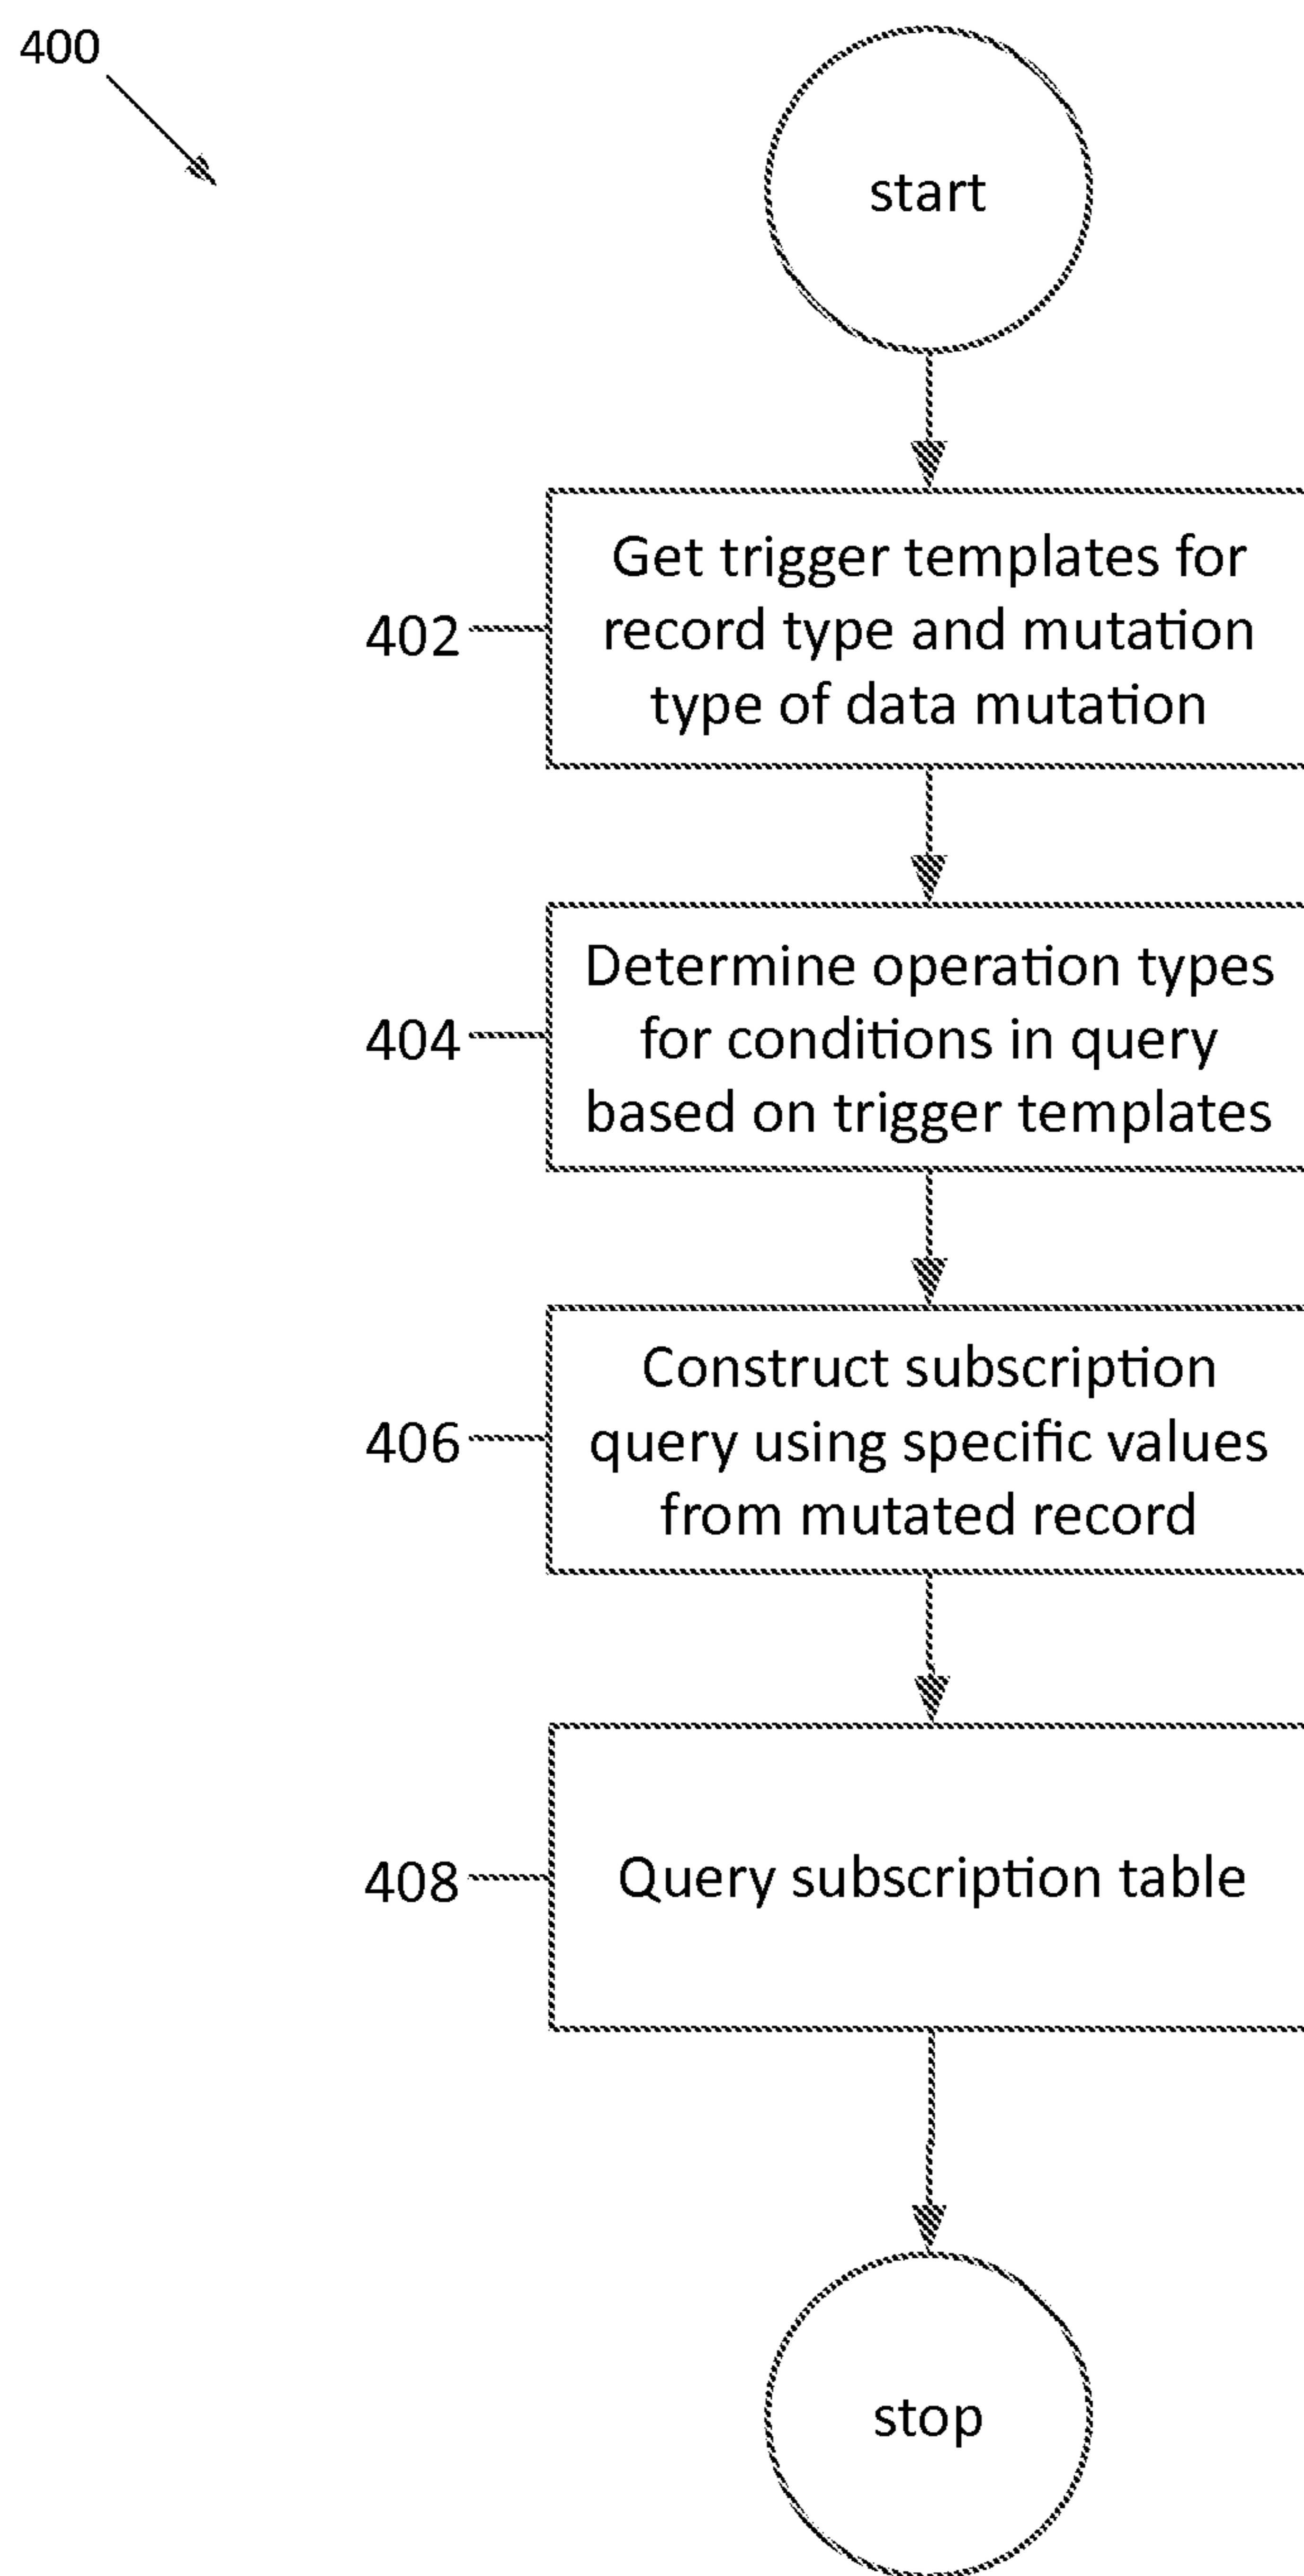 400
start
402
Get trigger templates for
record type and mutation
type of data mutation
404
Determine operation types
for conditions in query
based on trigger templates
406
Construct subscription
query using specific values
from mutated record
408
Query subscription table
stop